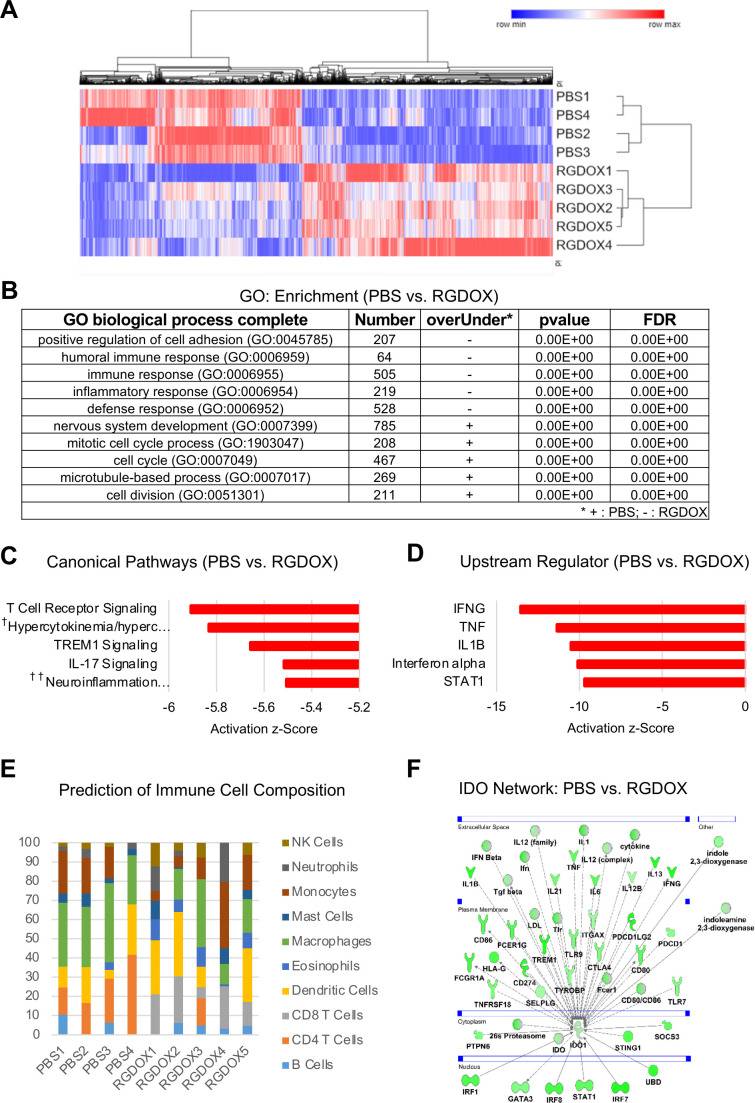 A
row min row max
PBS1
PBS4
PBS2
PBS3
RGDOX1
RGDOX3
RGDOX2
RGDOX5
RGDOX4
B
GO: Enrichment (PBS vs. RGDOX)
GO biological process complete Number overUnder* pvalue FDR
positive regulation of cell adhesion (GO:0045785) 207 - 0.00E+00 0.00E+00
humoral immune response (GO:0006959) 64 - 0.00E+00 0.00E+00
immune response (GO:0006955) 505 - 0.00E+00 0.00E+00
inflammatory response (GO:0006954) 219 - 0.00E+00 0.00E+00
defense response (GO:0006952) 528 - 0.00E+00 0.00E+00
nervous system development (GO:0007399) 785 + 0.00E+00 0.00E+00
mitotic cell cycle process (GO:1903047) 208 + 0.00E+00 0.00E+00
cell cycle (GO:0007049) 467 + 0.00E+00 0.00E+00
microtubule-based process (GO:0007017) 269 + 0.00E+00 0.00E+00
cell division (GO:0051301) 211 + 0.00E+00 0.00E+00
* + : PBS; - : RGDOX
C
Canonical Pathways (PBS vs. RGDOX)
T Cell Receptor Signaling
†Hypercytokinemia/hyperc…
TREM1 Signaling
IL-17 Signaling
††Neuroinflammation…
-6 -5.8 -5.6 -5.4 -5.2
Activation z-Score
D
Upstream Regulator (PBS vs. RGDOX)
IFNG
TNF
IL1B
Interferon alpha
STAT1
-15 -10 -5 0
Activation z-Score
E
Prediction of Immune Cell Composition
100
90
80
70
60
50
40
30
20
10
0
PBS1 PBS2 PBS3 PBS4 RGDOX1 RGDOX2 RGDOX3 RGDOX4 RGDOX5
NK Cells
Neutrophils
Monocytes
Mast Cells
Macrophages
Eosinophils
Dendritic Cells
CD8 T Cells
CD4 T Cells
B Cells
F
IDO Network: PBS vs RGDOX
Extracellular Space Other
IL12 (family) IL1 cytokine
IFN Beta Ifn TNF IL12 (complex) indole
2,3-dioxygenase
IL1B Tgf beta IL21 IL6 IL12B IL13 IFNG
Plasma Membrane
CD86 FCER1G LDL Tlr ITGAX PDCD1LG2 PDCD1 indoleamine
2,3-dioxygenase
TREM1 TLR9 CTLA4 CD80
FCGR1A HLA-G CD274 TYROBP Fcer1
TNFRSF18 SELPLG CD80/CD86 TLR7
Cytoplasm
PTPN6 26s Proteasome IDO IDO1 STING1 SOCS3
Nucleus
IRF1 GATA3 IRF8 STAT1 IRF7 UBD